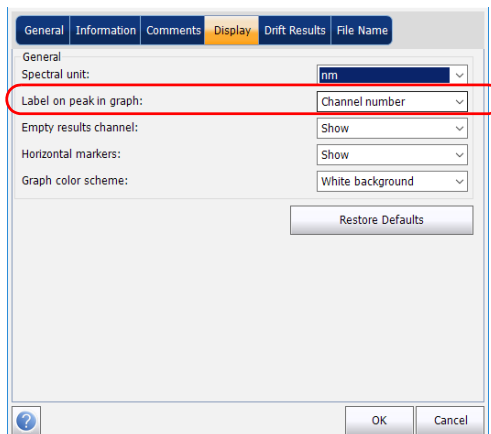 General Information Comments Display Drift Results File Name
General
Spectral unit: nm
Label on peak in graph: Channel number
Empty results channel: Show
Horizontal markers: Show
Graph color scheme: White background
Restore Defaults
? OK Cancel